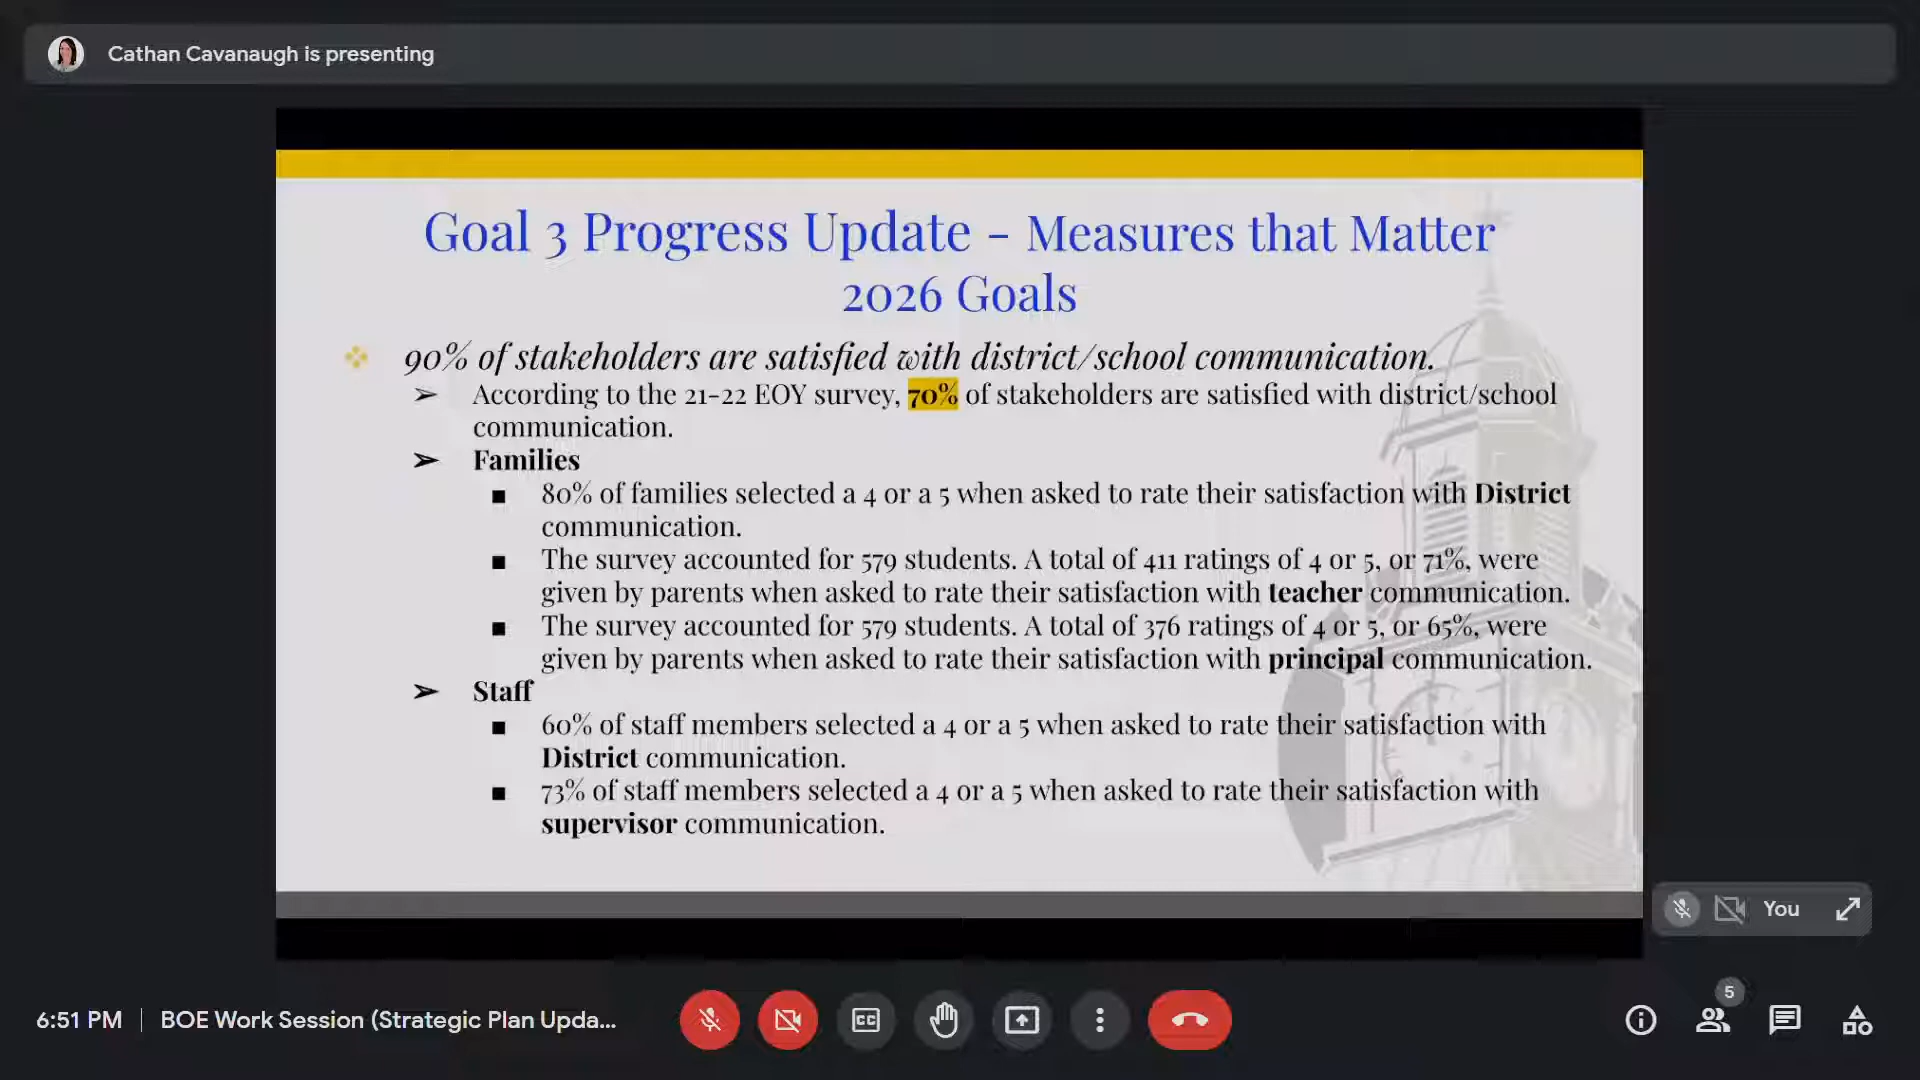 Cathan Cavanaugh is presenting
Goal 3 Progress Update - Measures that Matter
2026 Goals
90% of stakeholders are satisfied with district/school communication.
According to the 21-22 EOY survey, 70% of stakeholders are satisfied with district/school
communication.
Families
80% of families selected a 4 or a 5 when asked to rate their satisfaction with District
communication.
The survey accounted for 579 students. A total of 411 ratings of 4 or 5, or 71%, were
given by parents when asked to rate their satisfaction with teacher communication.
The survey accounted for 579 students. A total of 376 ratings of 4 or 5, or 65%, were
given by parents when asked to rate their satisfaction with principal communication.
Staff
60% of staff members selected a 4 or a 5 when asked to rate their satisfaction with
District communication.
73% of staff members selected a 4 or a 5 when asked to rate their satisfaction with
supervisor communication.
You
6:51 PM
BOE Work Session (Strategic Plan Upda...
CC
5